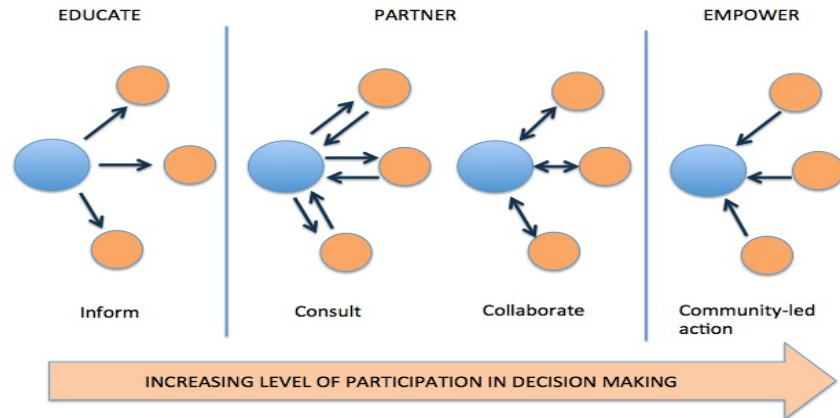 EDUCATE
PARTNER
EMPOWER
Inform
Consult
Collaborate
Community-led
action
INCREASING LEVEL OF PARTICIPATION IN DECISION MAKING